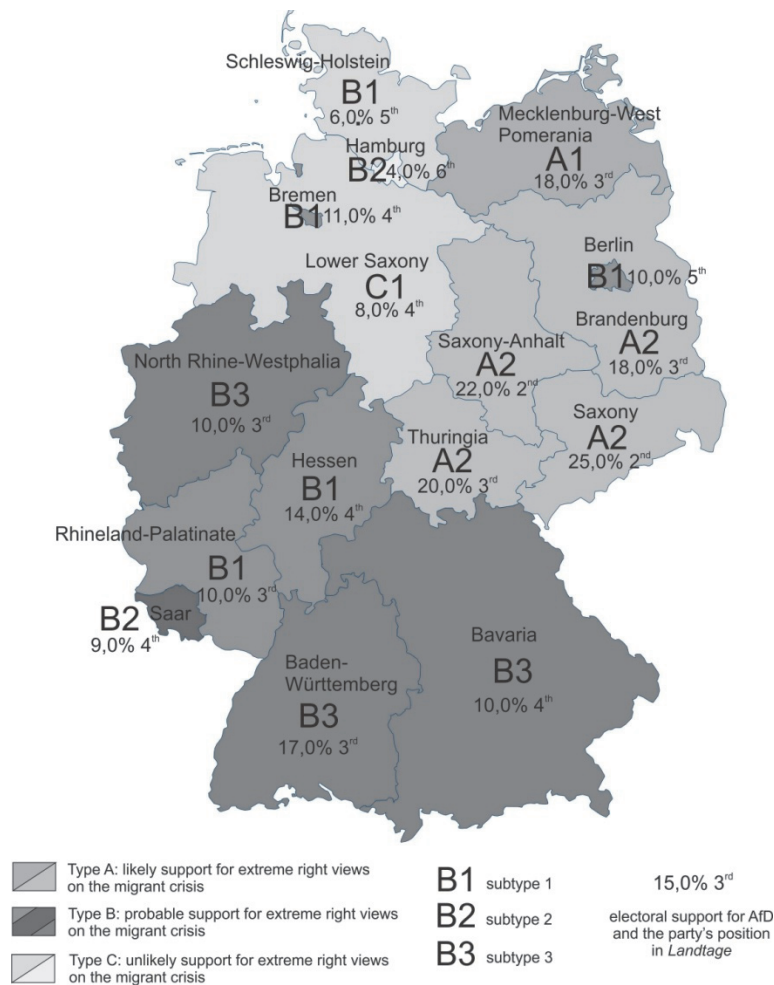 Schleswig-Holstein
B1
6,0% 5th
Mecklenburg-West
Pomerania
A1
18,0% 3rd
Hamburg
B2 4,0% 6th
Bremen
B1 11,0% 4th
Berlin
B1 10,0% 5th
Lower Saxony
C1
8,0% 4th
Brandenburg
A2
18,0% 3rd
Saxony-Anhalt
A2
22,0% 2nd
North Rhine-Westphalia
B3
10,0% 3rd
Saxony
A2
25,0% 2nd
Thuringia
A2
20,0% 3rd
Hessen
B1
14,0% 4th
Rhineland-Palatinate
B1
10,0% 3rd
Saar
B2
9,0% 4th
Bavaria
B3
10,0% 4th
Baden-
Württemberg
B3
17,0% 3rd
Type A: likely support for extreme right views
on the migrant crisis
Type B: probable support for extreme right views
on the migrant crisis
Type C: unlikely support for extreme right views
on the migrant crisis
B1 subtype 1
B2 subtype 2
B3 subtype 3
15,0% 3rd
electoral support for AfD
and the party's position
in Landtage